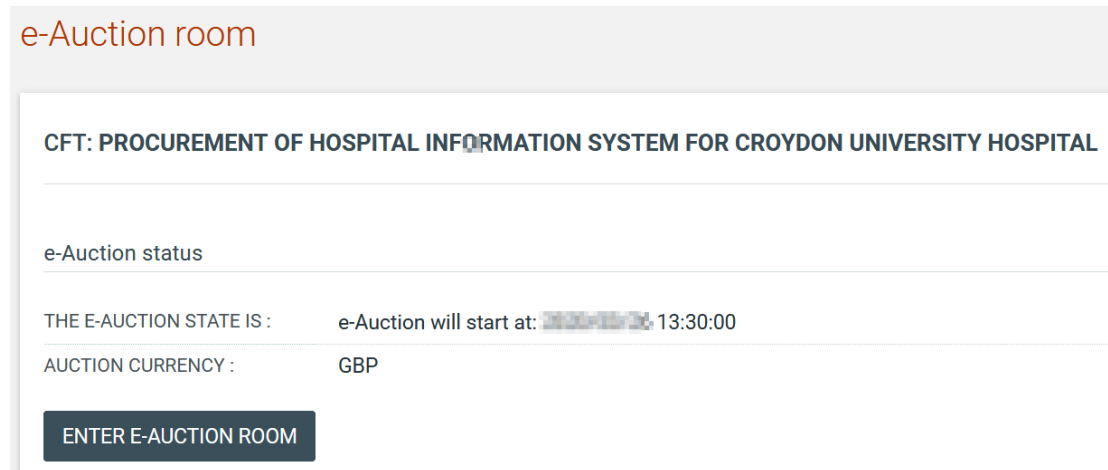 e-Auction room
CFT: PROCUREMENT OF HOSPITAL INFORMATION SYSTEM FOR CROYDON UNIVERSITY HOSPITAL
e-Auction status
THE E-AUCTION STATE IS :
e-Auction will start at: 13:30:00
AUCTION CURRENCY :
GBP
ENTER E-AUCTION ROOM